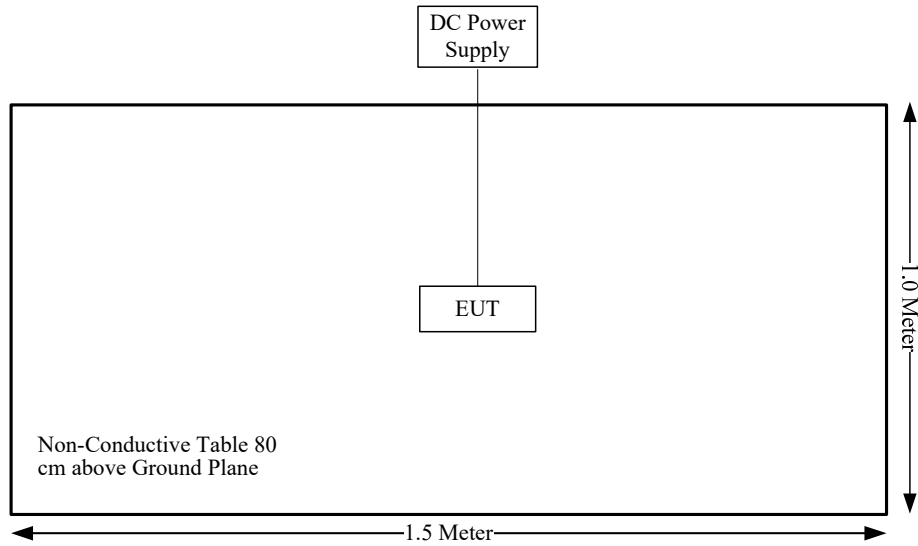 DC Power
Supply
EUT
1.0 Meter
Non-Conductive Table 80
cm above Ground Plane
1.5 Meter